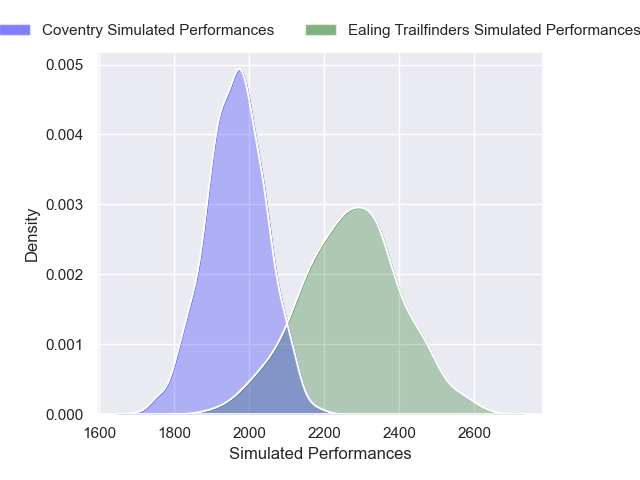 Coventry Simulated Performances
Ealing Trailfinders Simulated Performances
0.005
0.004
0.003
0.002
0.001
0.000
Density
1600 1800 2000 2200 2400 2600
Simulated Performances